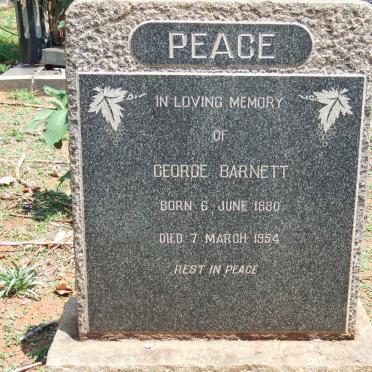 PEACE
IN LOVING MEMORY
OF
GEORGE BARNETT
BORN 6 JUNE 1880
DIED 7 MARCH 1954
REST IN PEACE